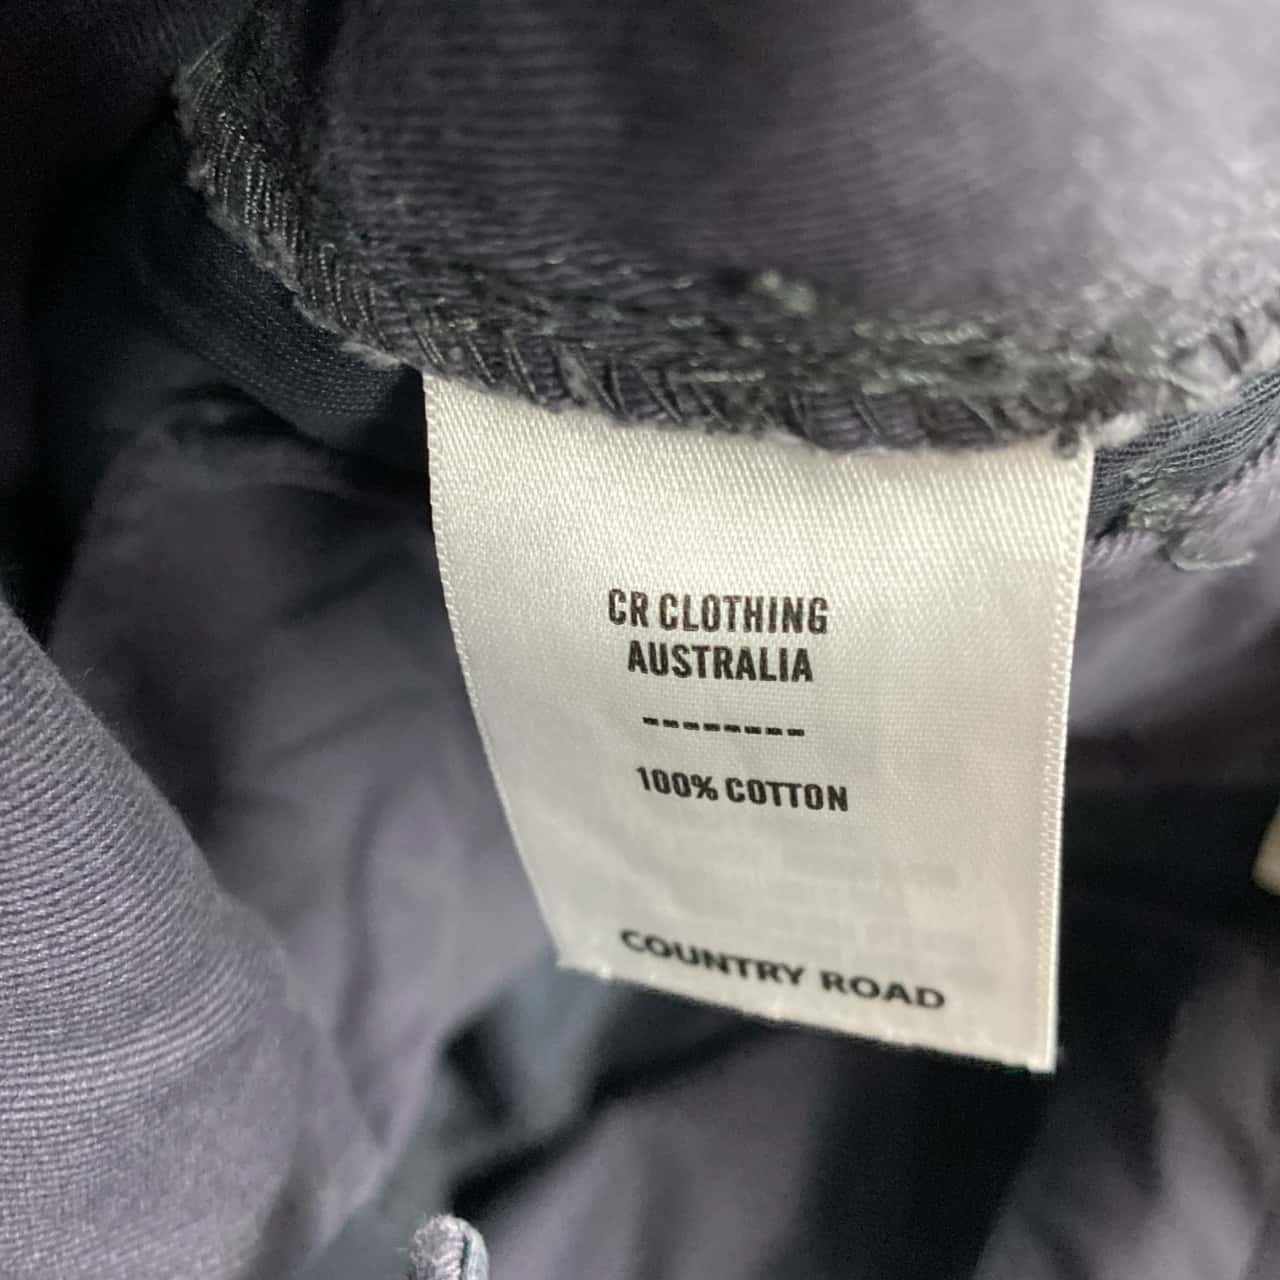 CR CLOTHING
AUSTRALIA
--------
100% COTTON
COUNTRY ROAD